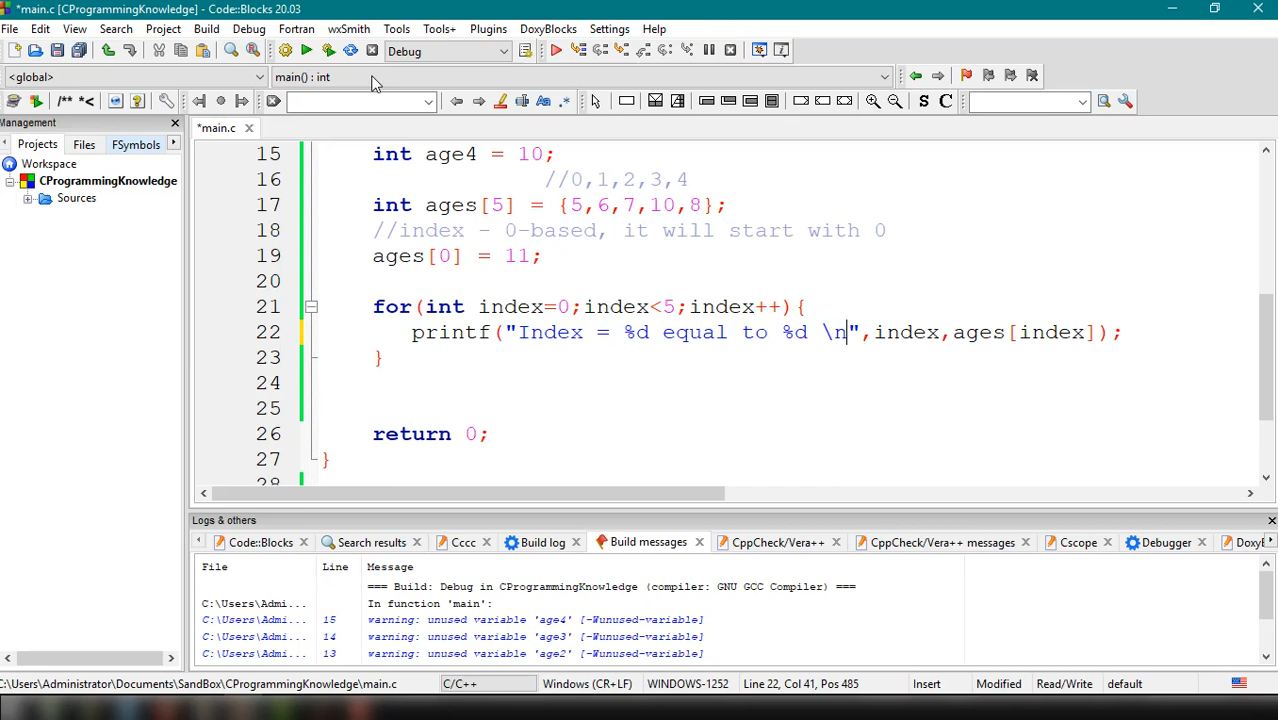 *main.c [CProgrammingKnowledge] - Code::Blocks 20.03
File Edit View Search Project Build Debug Fortran wxSmith Tools Tools+ Plugins DoxyBlocks Settings Help
Debug
<global> main() : int
/** *< Aa .* S C
Management *main.c
Projects Files FSymbols
Workspace
CProgrammingKnowledge
Sources
15 int age4 = 10;
16 //0,1,2,3,4
17 int ages[5] = {5,6,7,10,8};
18 //index - 0-based, it will start with 0
19 ages[0] = 11;
20
21 for(int index=0;index<5;index++){
22 printf("Index = %d equal to %d \n",index,ages[index]);
23 }
24
25
26 return 0;
27 }
28
Logs & others
Code::Blocks Search results Cccc Build log Build messages CppCheck/Vera++ CppCheck/Vera++ messages Cscope Debugger DoxyB
File Line Message
=== Build: Debug in CProgrammingKnowledge (compiler: GNU GCC Compiler) ===
C:\Users\Admi... In function 'main':
C:\Users\Admi... 15 warning: unused variable 'age4' [-Wunused-variable]
C:\Users\Admi... 14 warning: unused variable 'age3' [-Wunused-variable]
C:\Users\Admi... 13 warning: unused variable 'age2' [-Wunused-variable]
C:\Users\Administrator\Documents\SandBox\CProgrammingKnowledge\main.c C/C++ Windows (CR+LF) WINDOWS-1252 Line 22, Col 41, Pos 485 Insert Modified Read/Write default